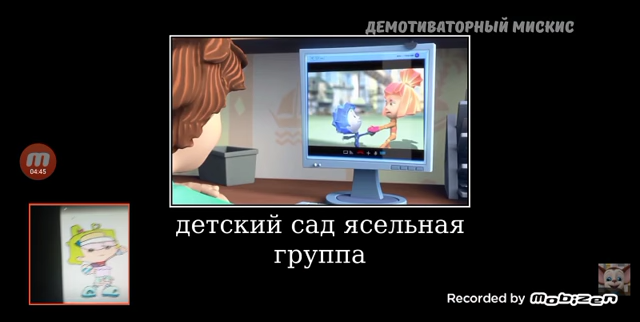 ДЕМОТИВАТОРНЫЙ МИСКИС
04:45
детский сад ясельная
группа
Recorded by mobizen